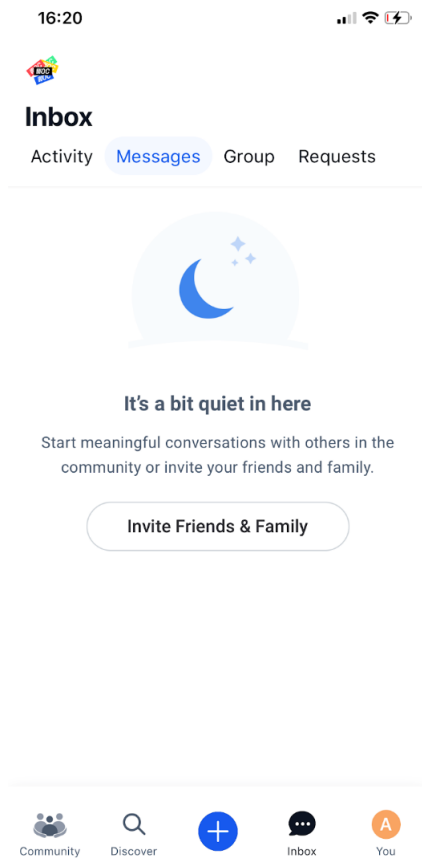 16:20
Inbox
Activity Messages Group Requests
It's a bit quiet in here
Start meaningful conversations with others in the
community or invite your friends and family.
Invite Friends & Family
Community Discover Inbox A You